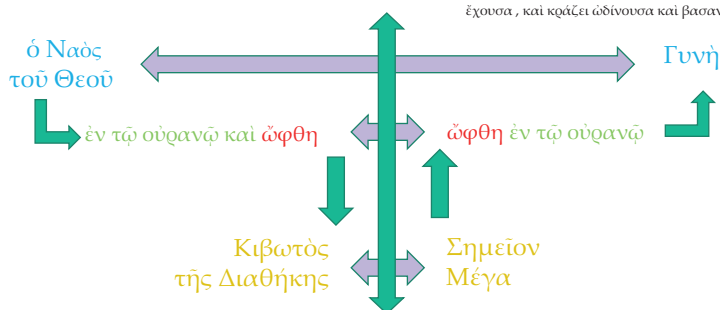 ἔχουσα , καὶ κράζει ὠδίνουσα καὶ
ὁ Ναὸς
τοῦ Θεοῦ
Γυνὴ
ἐν τῷ οὐρανῷ καὶ ὤφθη
ὤφθη ἐν τῷ οὐρανῷ
Κιβωτὸς
τῆς Διαθήκης
Σημεῖον
Μέγα